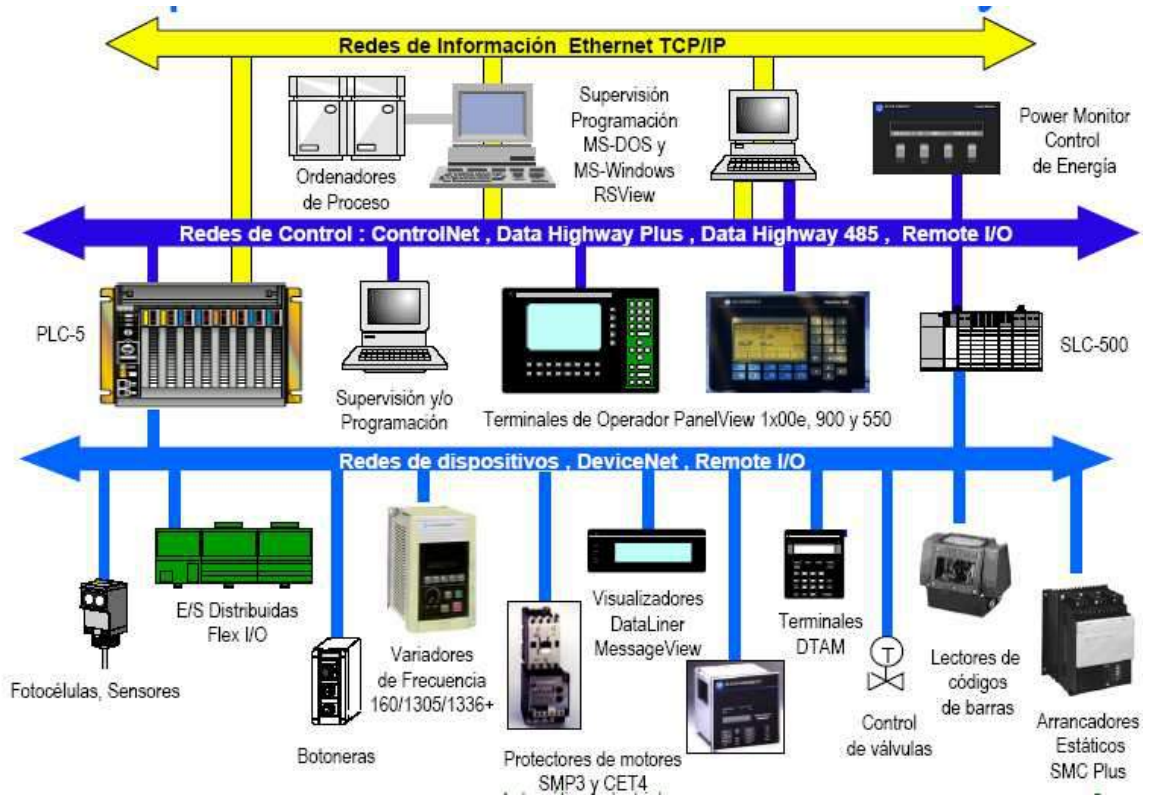 Redes de Información Ethernet TCP/IP
Supervisión
Programación
MS-DOS y
MS-Windows
RSView
Power Monitor
Control
de Energía
Ordenadores
de Proceso
Redes de Control : ControlNet , Data Highway Plus , Data Highway 485 , Remote I/O
PLC-5
SLC-500
Supervisión y/o
Programación
Terminales de Operador PanelView 1x00e, 900 y 550
Redes de dispositivos , DeviceNet , Remote I/O
E/S Distribuidas
Flex I/O
Fotocélulas, Sensores
Botoneras
Variadores
de Frecuencia
160/1305/1336+
Protectores de motores
SMP3 y CET4
Visualizadores
DataLiner
MessageView
Terminales
DTAM
T
Control
de válvulas
Lectores de
códigos
de barras
Arrancadores
Estáticos
SMC Plus